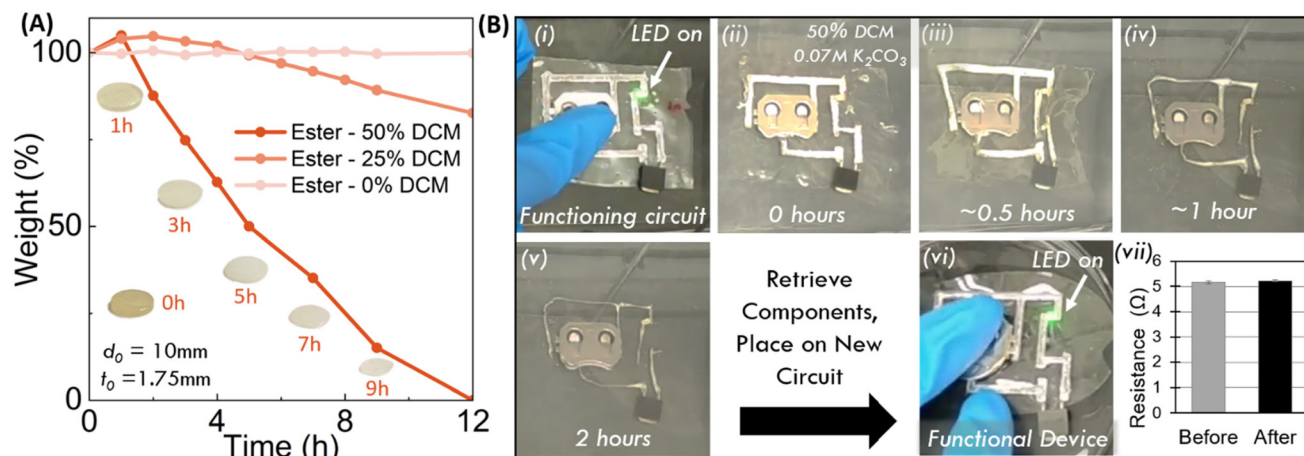 (A)
100
50
0
Weight (%)
1h
3h
5h
0h
7h
9h
Ester - 50% DCM
Ester - 25% DCM
Ester - 0% DCM
d₀ = 10mm
t₀ =1.75mm
0 4 8 12
Time (h)
(B)
(i)
LED on
Functioning circuit
(ii)
50% DCM
0.07M K₂CO₃
0 hours
(iii)
~0.5 hours
(iv)
~1 hour
(v)
2 hours
Retrieve
Components,
Place on New
Circuit
(vi)
LED on
Functional Device
(vii)
6
5
4
3
2
1
0
Resistance (Ω)
Before After